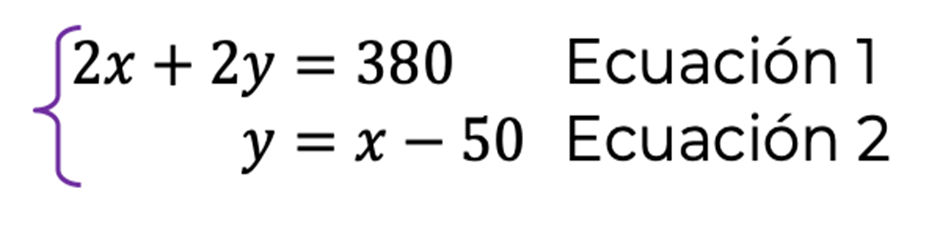 2x + 2y = 380 Ecuación 1
y = x − 50 Ecuación 2